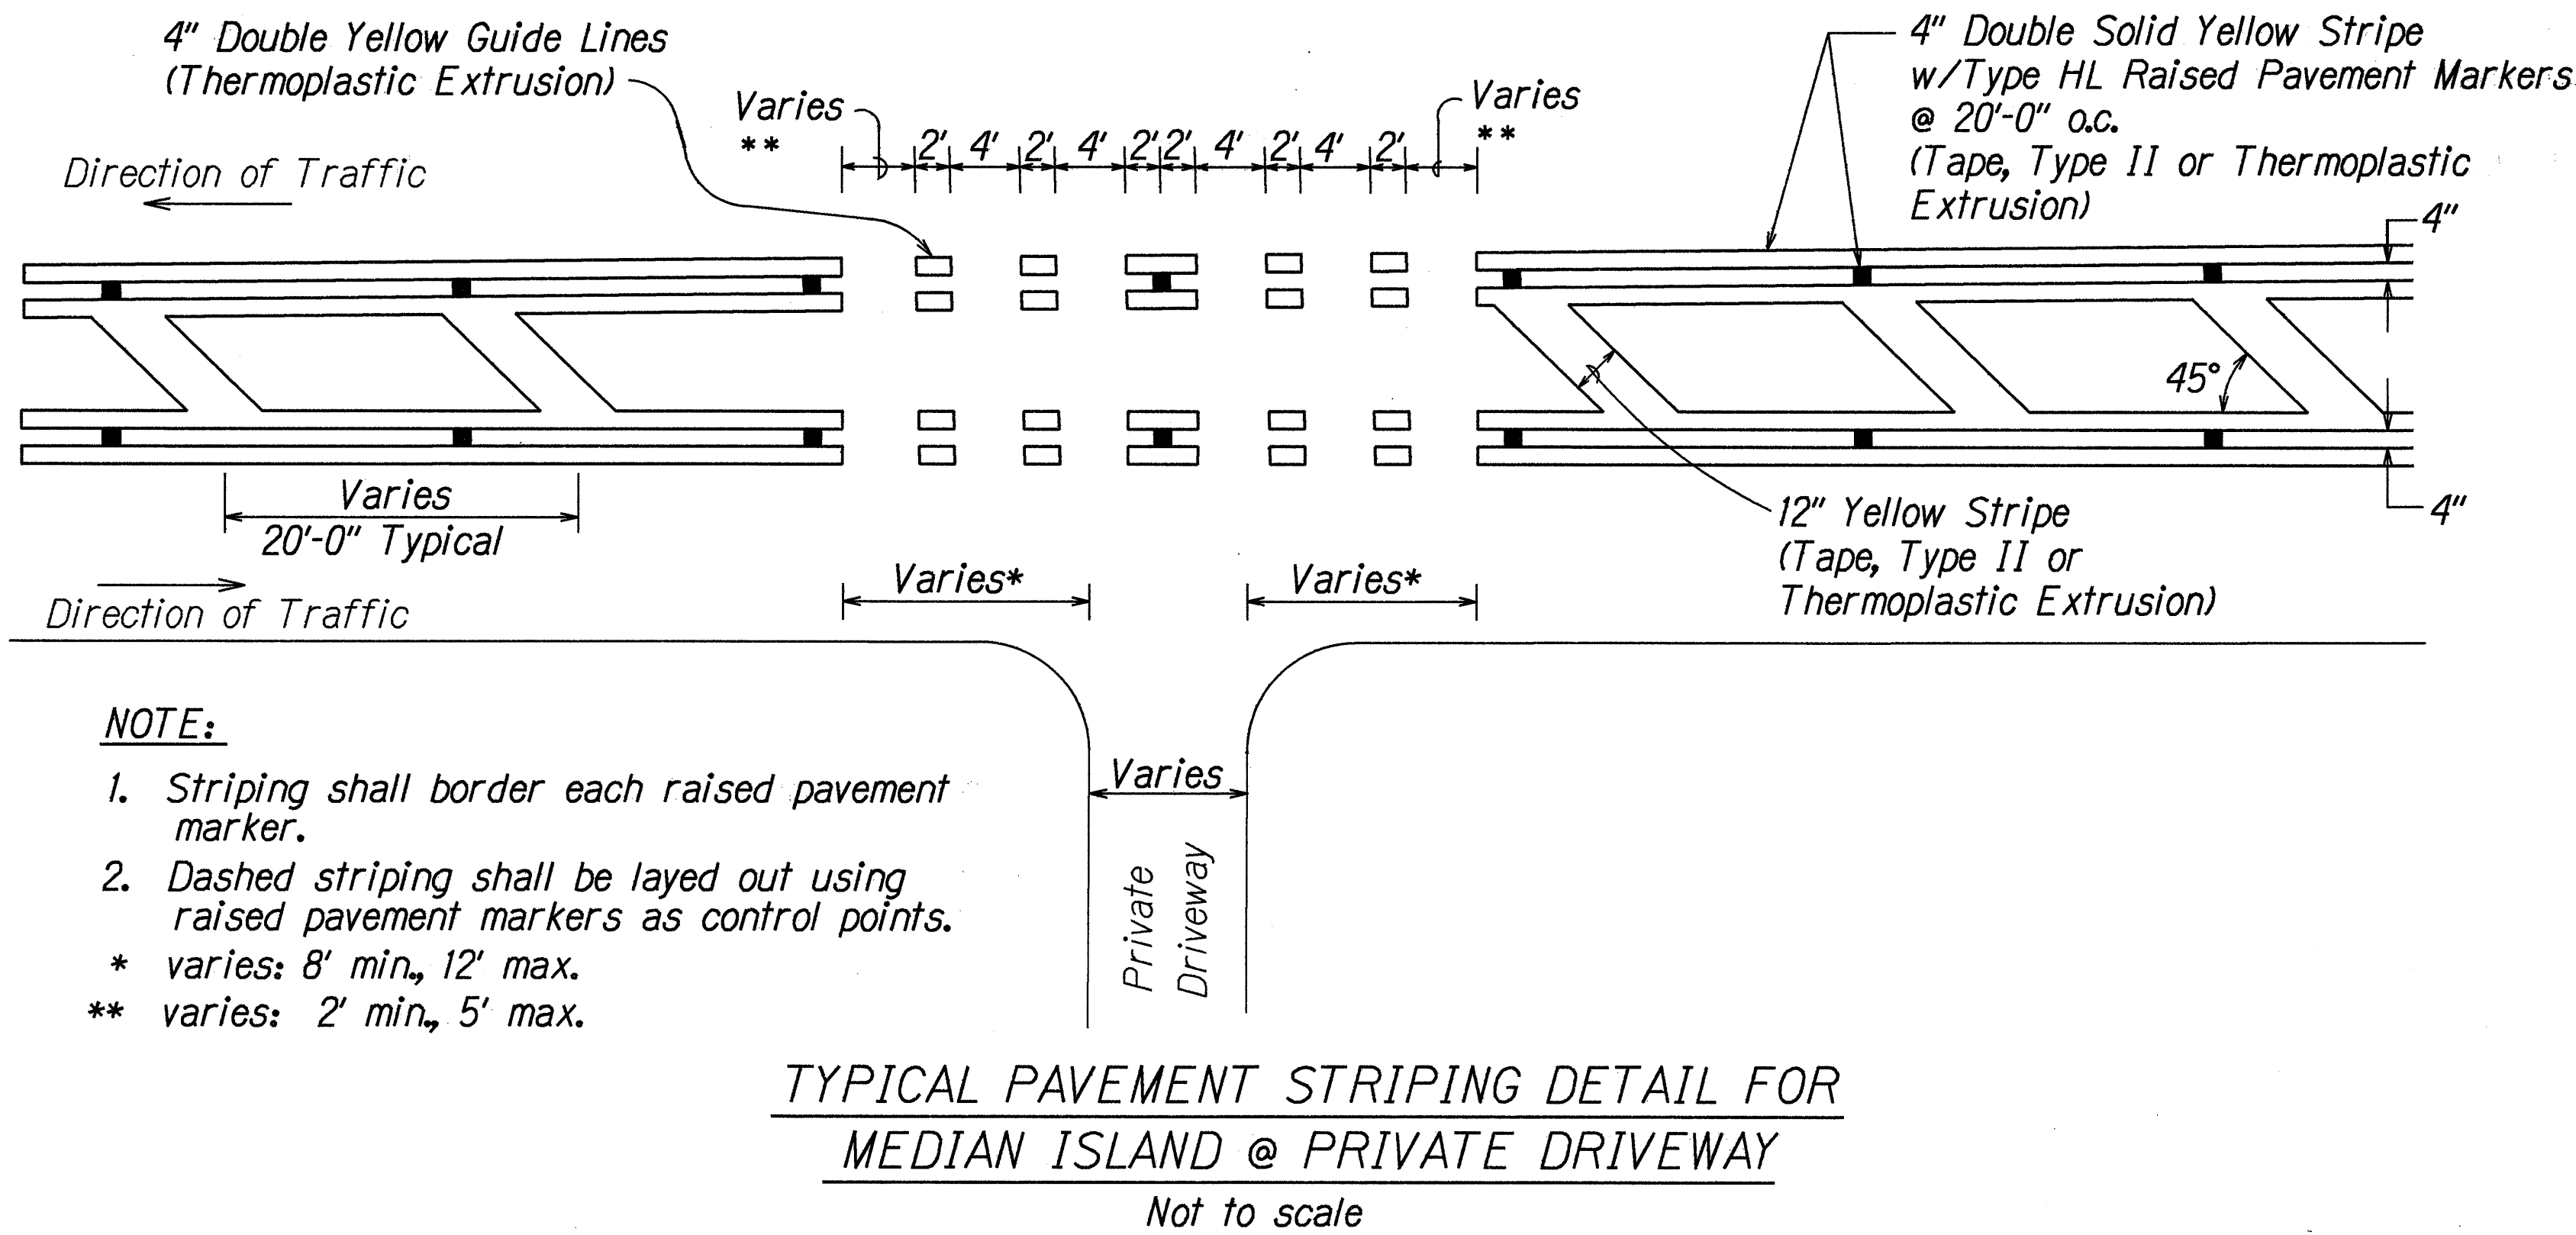 4" Double Yellow Guide Lines
(Thermoplastic Extrusion)
Varies
**
2' 4' 2' 4' 2' 2' 4' 2' 4' 2'
Varies
**
4" Double Solid Yellow Stripe
w/Type HL Raised Pavement Markers
@ 20'-0" o.c.
(Tape, Type II or Thermoplastic
Extrusion)
4"
Direction of Traffic
45°
4"
Varies
20'-0" Typical
12" Yellow Stripe
(Tape, Type II or
Thermoplastic Extrusion)
Varies*
Varies*
Direction of Traffic
NOTE:
1. Striping shall border each raised pavement
marker.
2. Dashed striping shall be layed out using
raised pavement markers as control points.
* varies: 8' min., 12' max.
** varies: 2' min., 5' max.
Varies
Private
Driveway
TYPICAL PAVEMENT STRIPING DETAIL FOR
MEDIAN ISLAND @ PRIVATE DRIVEWAY
Not to scale